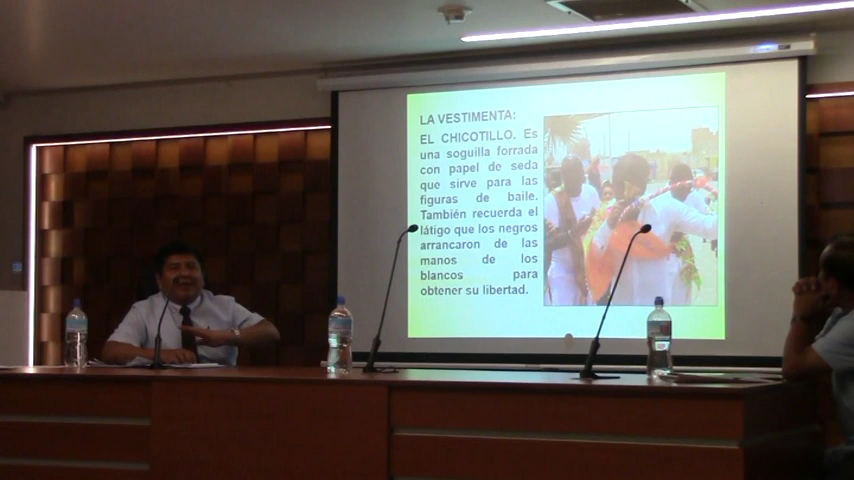 LA VESTIMENTA:
EL CHICOTILLO. Es
una soguilla forrada
con papel de seda
que sirve para las
figuras de baile.
También recuerda el
látigo que los negros
arrancaron de las
manos de los
blancos para
obtener su libertad.